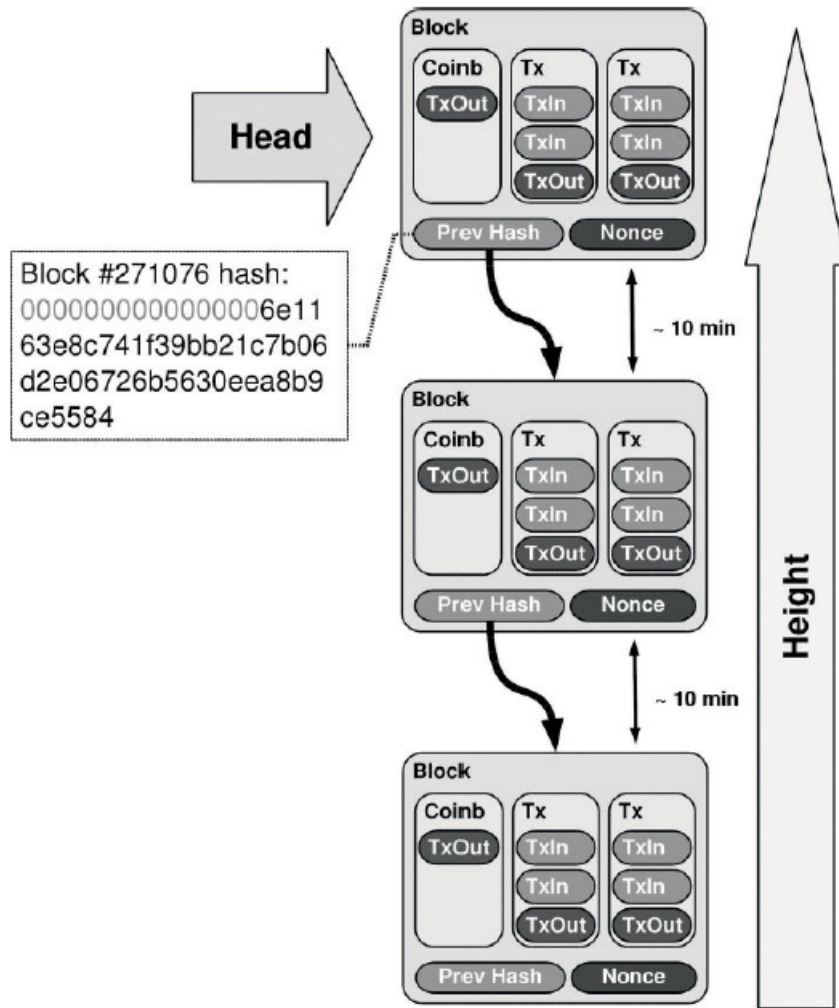 Block
Coinb Tx Tx
TxOut TxIn TxIn
TxIn TxIn
TxOut TxOut
Head
Prev Hash Nonce
Block #271076 hash:
0000000000000006e11
63e8c741f39bb21c7b06
d2e06726b5630eea8b9
ce5584
~ 10 min
Block
Coinb Tx Tx
TxOut TxIn TxIn
TxIn TxIn
TxOut TxOut
Prev Hash Nonce
Height
~ 10 min
Block
Coinb Tx Tx
TxOut TxIn TxIn
TxIn TxIn
TxOut TxOut
Prev Hash Nonce